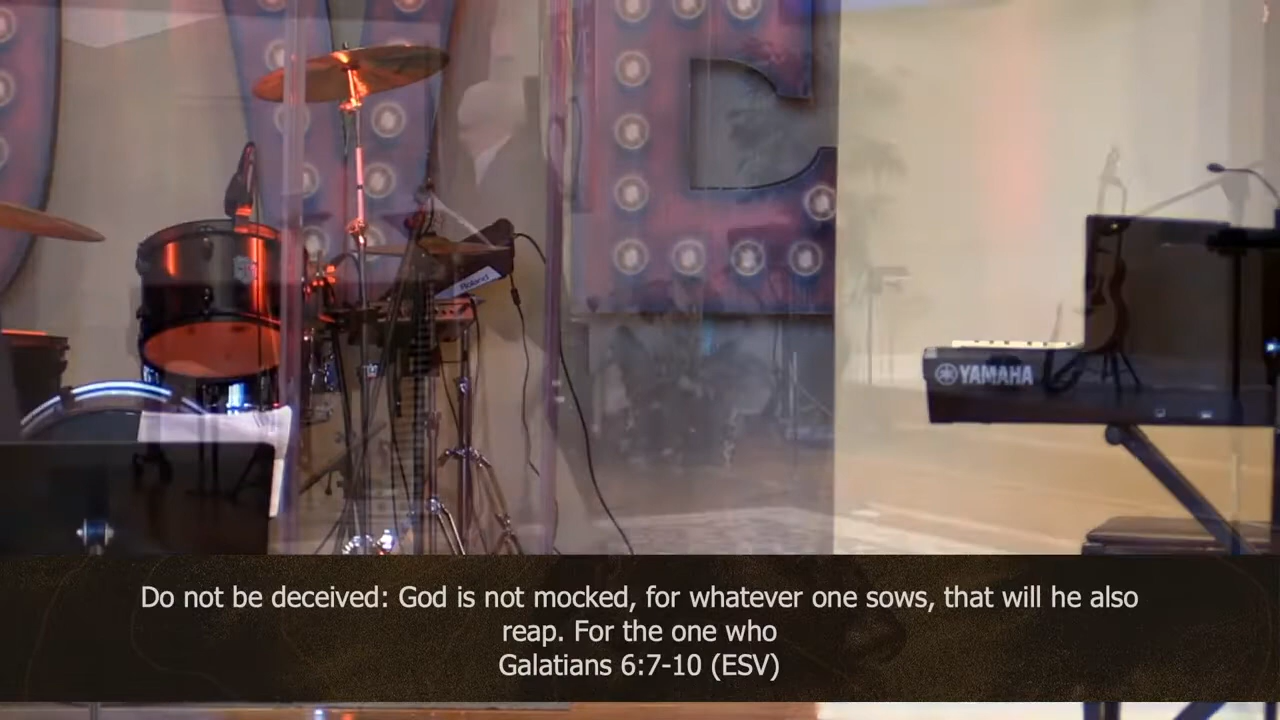 VE
Roland
YAMAHA
Do not be deceived: God is not mocked, for whatever one sows, that will he also
reap. For the one who
Galatians 6:7-10 (ESV)